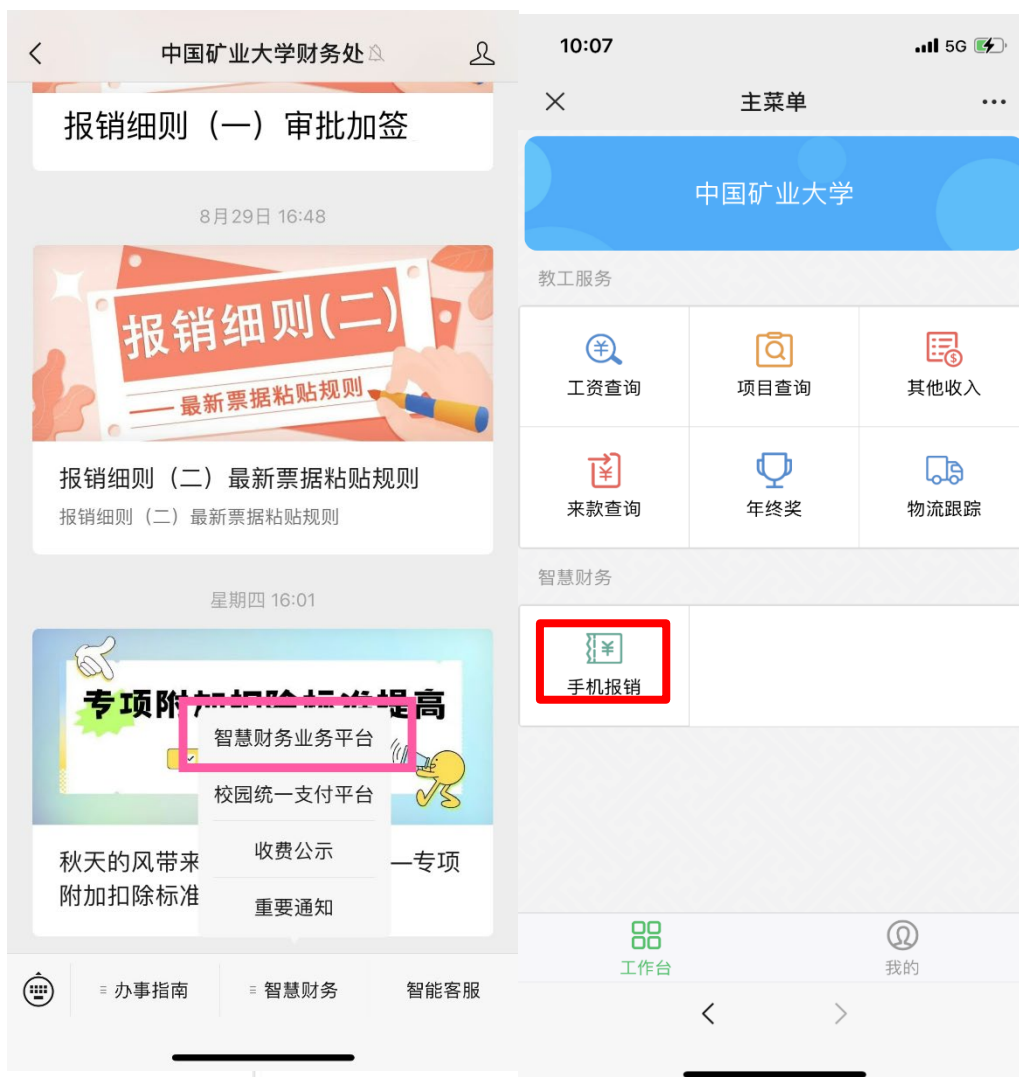 中国矿业大学财务处
报销细则（一）审批加签
8月29日 16:48
报销细则(二)
—— 最新票据粘贴规则
报销细则（二）最新票据粘贴规则
报销细则（二）最新票据粘贴规则
星期四 16:01
专项附加扣除标准提高
智慧财务业务平台
校园统一支付平台
收费公示
重要通知
秋天的风带来
—专项
附加扣除标准
办事指南
智慧财务
智能客服
10:07
5G
主菜单
中国矿业大学
教工服务
工资查询
项目查询
其他收入
来款查询
年终奖
物流跟踪
智慧财务
手机报销
工作台
我的